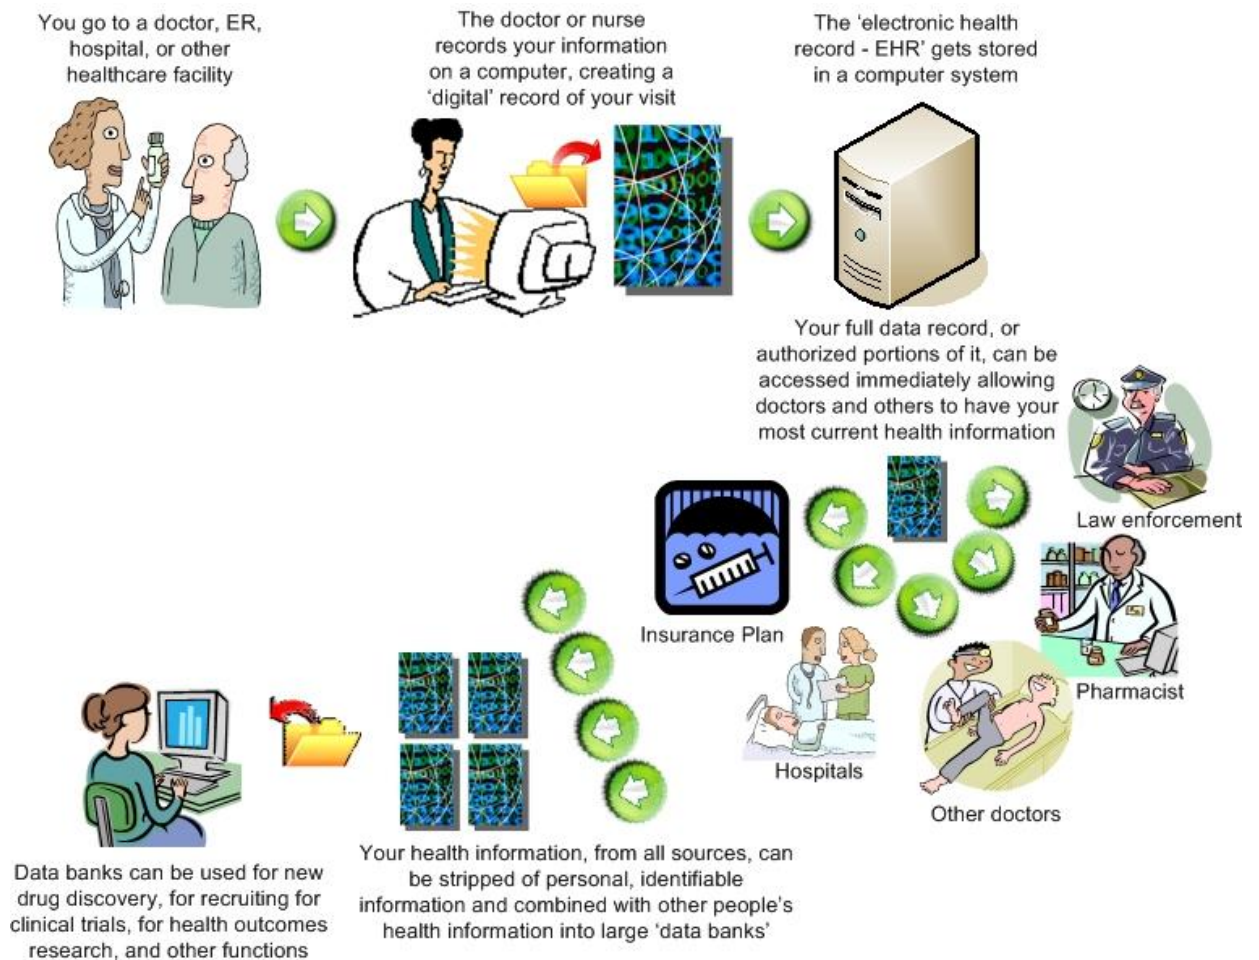 You go to a doctor, ER,
hospital, or other
healthcare facility
The doctor or nurse
records your information
on a computer, creating a
‘digital’ record of your visit
The ‘electronic health
record - EHR’ gets stored
in a computer system
Your full data record, or
authorized portions of it, can be
accessed immediately allowing
doctors and others to have your
most current health information
Law enforcement
Pharmacist
Other doctors
Hospitals
Insurance Plan
Your health information, from all sources, can
be stripped of personal, identifiable
information and combined with other people’s
health information into large ‘data banks’
Data banks can be used for new
drug discovery, for recruiting for
clinical trials, for health outcomes
research, and other functions